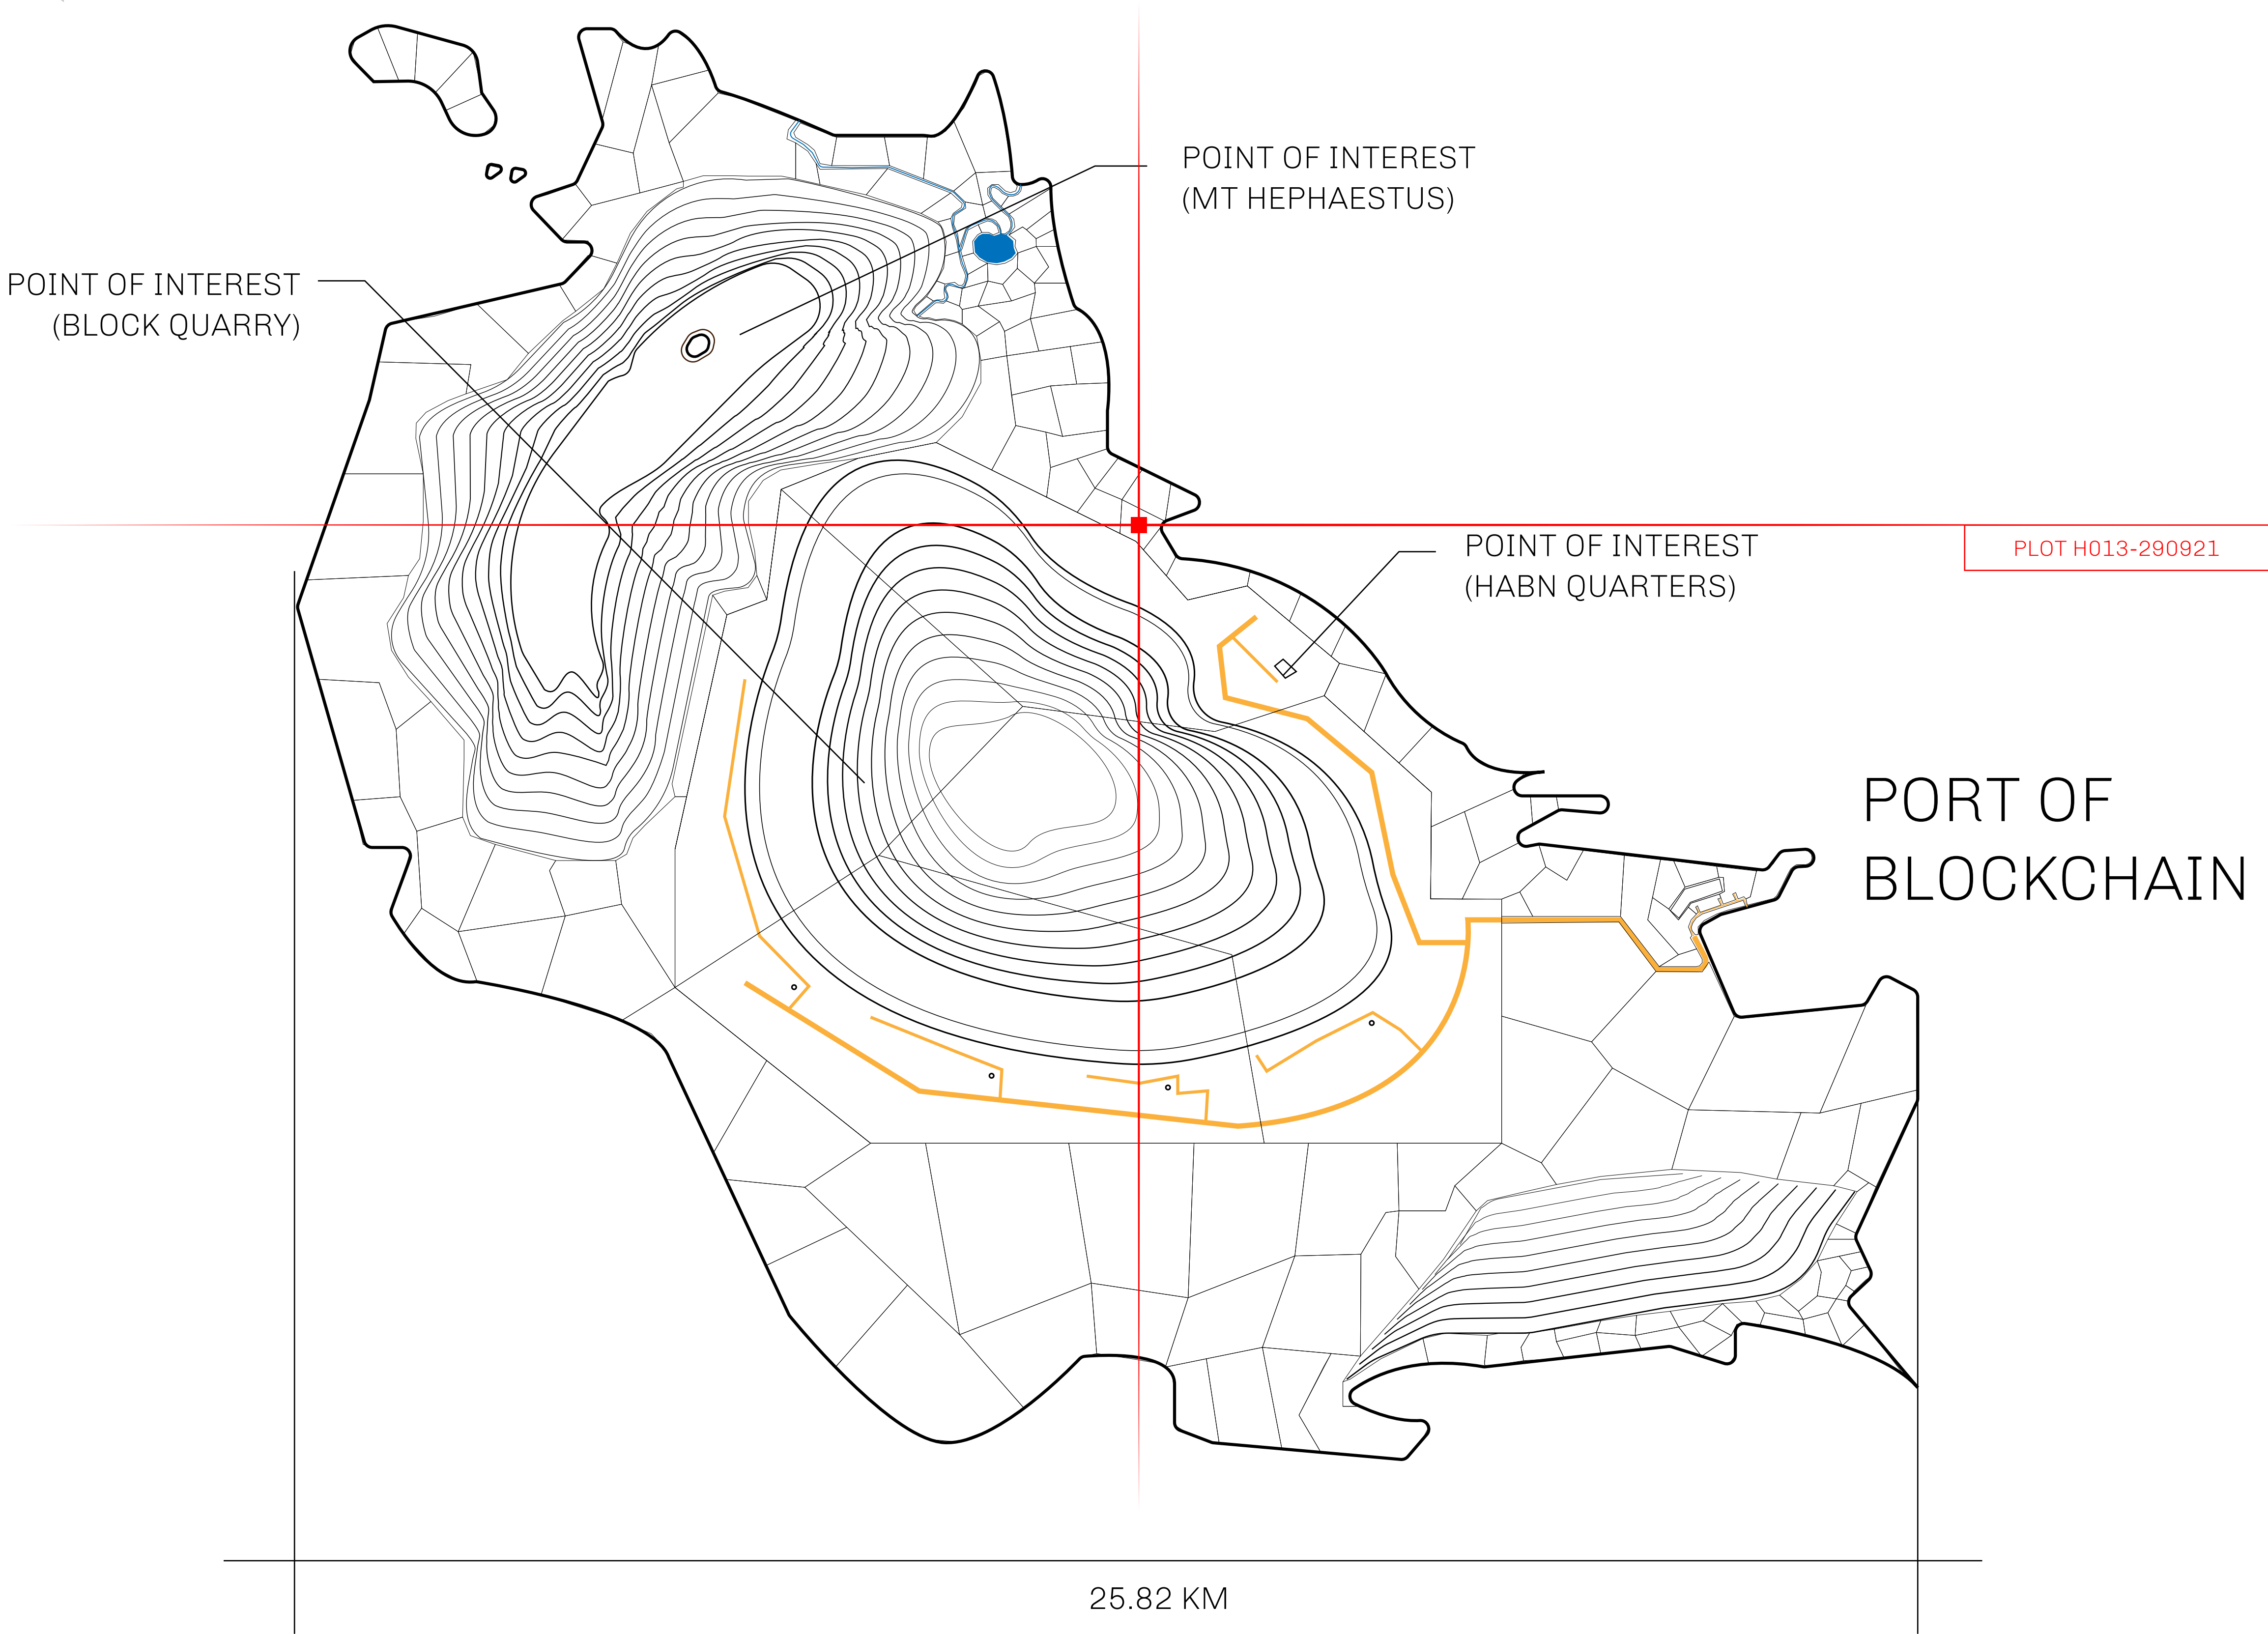 POINT OF INTEREST
(MT HEPHAESTUS)
POINT OF INTEREST
(BLOCK QUARRY)
POINT OF INTEREST
(HABN QUARTERS)
PLOT H013-290921
PORT OF
BLOCKCHAIN
25.82 KM